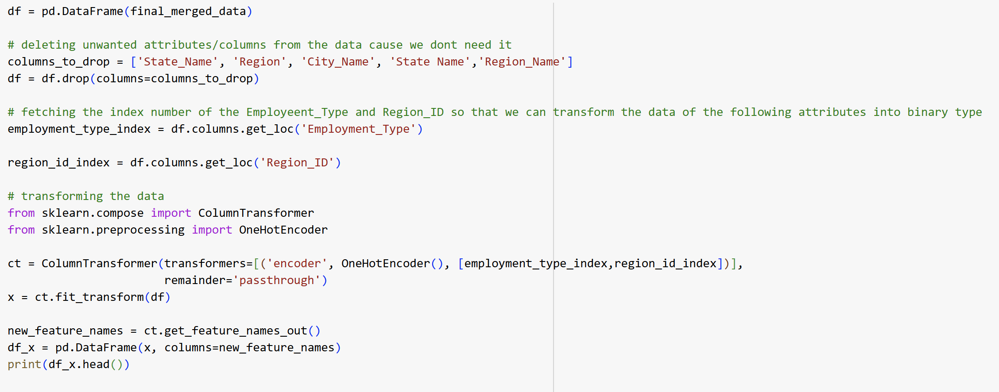 df = pd.DataFrame(final_merged_data)
# deleting unwanted attributes/columns from the data cause we dont need it
columns_to_drop = ['State_Name', 'Region', 'City_Name', 'State Name','Region_Name']
df = df.drop(columns=columns_to_drop)
# fetching the index number of the Employeent_Type and Region_ID so that we can transform the data of the following attributes into binary type
employment_type_index = df.columns.get_loc('Employment_Type')
region_id_index = df.columns.get_loc('Region_ID')
# transforming the data
from sklearn.compose import ColumnTransformer
from sklearn.preprocessing import OneHotEncoder
ct = ColumnTransformer(transformers=[('encoder', OneHotEncoder(), [employment_type_index,region_id_index])],
remainder='passthrough')
x = ct.fit_transform(df)
new_feature_names = ct.get_feature_names_out()
df_x = pd.DataFrame(x, columns=new_feature_names)
print(df_x.head())